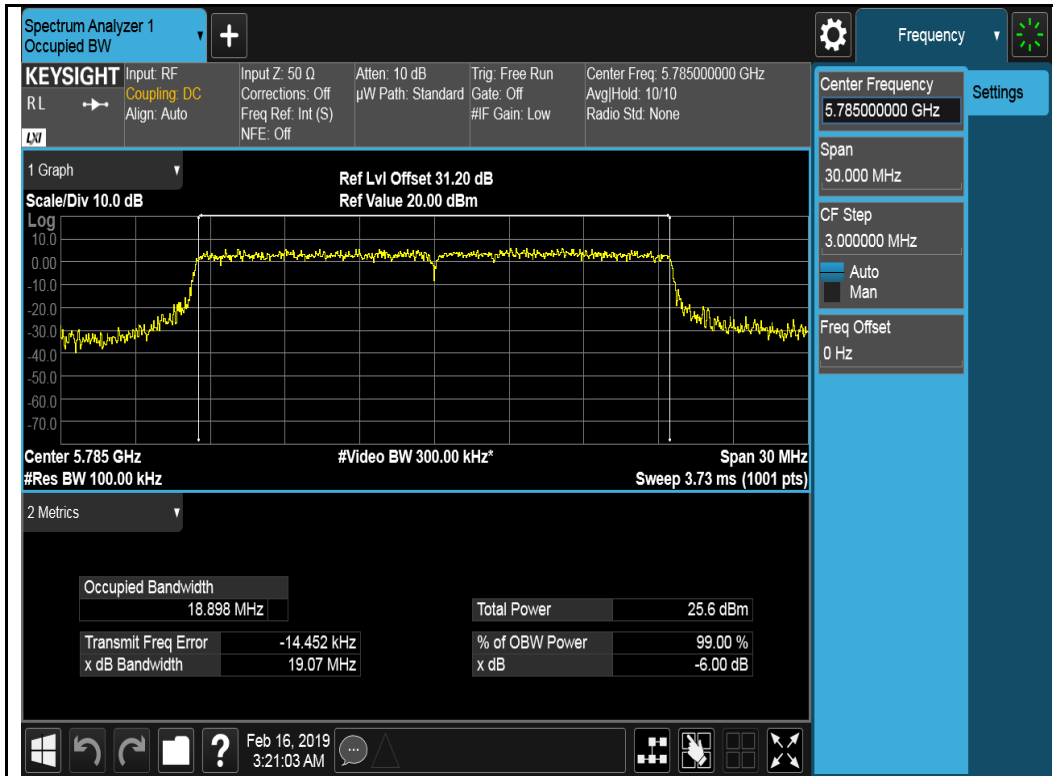 Spectrum Analyzer 1
Occupied BW
+
Frequency
KEYSIGHT
R L
LXI
Input: RF
Coupling: DC
Align: Auto
Input Z: 50 Ω
Corrections: Off
Freq Ref: Int (S)
NFE: Off
Atten: 10 dB
µW Path: Standard
Trig: Free Run
Gate: Off
#IF Gain: Low
Center Freq: 5.785000000 GHz
Avg|Hold: 10/10
Radio Std: None
Center Frequency
5.785000000 GHz
Settings
Span
30.000 MHz
CF Step
3.000000 MHz
Auto
Man
Freq Offset
0 Hz
1 Graph
Ref Lvl Offset 31.20 dB
Scale/Div 10.0 dB
Ref Value 20.00 dBm
Log
10.0
0.00
-10.0
-20.0
-30.0
-40.0
-50.0
-60.0
-70.0
Center 5.785 GHz
#Video BW 300.00 kHz*
Span 30 MHz
#Res BW 100.00 kHz
Sweep 3.73 ms (1001 pts)
2 Metrics
Occupied Bandwidth
18.898 MHz
Transmit Freq Error -14.452 kHz
x dB Bandwidth 19.07 MHz
Total Power 25.6 dBm
% of OBW Power 99.00 %
x dB -6.00 dB
?
Feb 16, 2019
3:21:03 AM